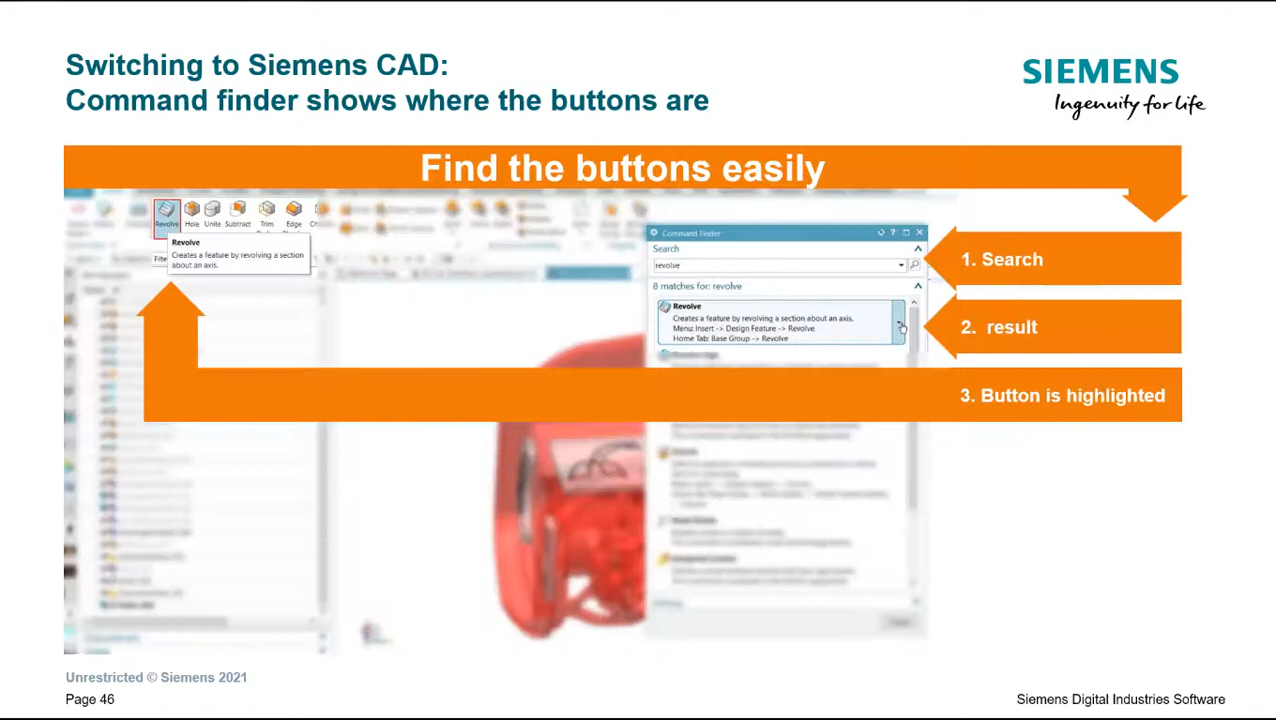 Switching to Siemens CAD:
Command finder shows where the buttons are
SIEMENS
Ingenuity for life
Find the buttons easily
Revolve
Hole
Unite
Subtract
Trim
Edge
Revolve
Creates a feature by revolving a section
about an axis.
Command Finder
Search
revolve
8 matches for: revolve
Revolve
Creates a feature by revolving a section about an axis.
Menu: Insert -> Design Feature -> Revolve
Home Tab: Base Group -> Revolve
1. Search
2. result
3. Button is highlighted
Unrestricted © Siemens 2021
Page 46
Siemens Digital Industries Software